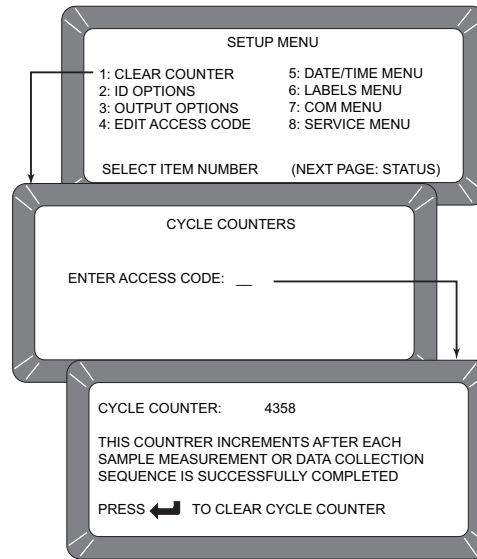 SETUP MENU
1: CLEAR COUNTER 5: DATE/TIME MENU
2: ID OPTIONS 6: LABELS MENU
3: OUTPUT OPTIONS 7: COM MENU
4: EDIT ACCESS CODE 8: SERVICE MENU
SELECT ITEM NUMBER (NEXT PAGE: STATUS)
CYCLE COUNTERS
ENTER ACCESS CODE: __
CYCLE COUNTER: 4358
THIS COUNTRER INCREMENTS AFTER EACH
SAMPLE MEASUREMENT OR DATA COLLECTION
SEQUENCE IS SUCCESSFULLY COMPLETED
PRESS TO CLEAR CYCLE COUNTER